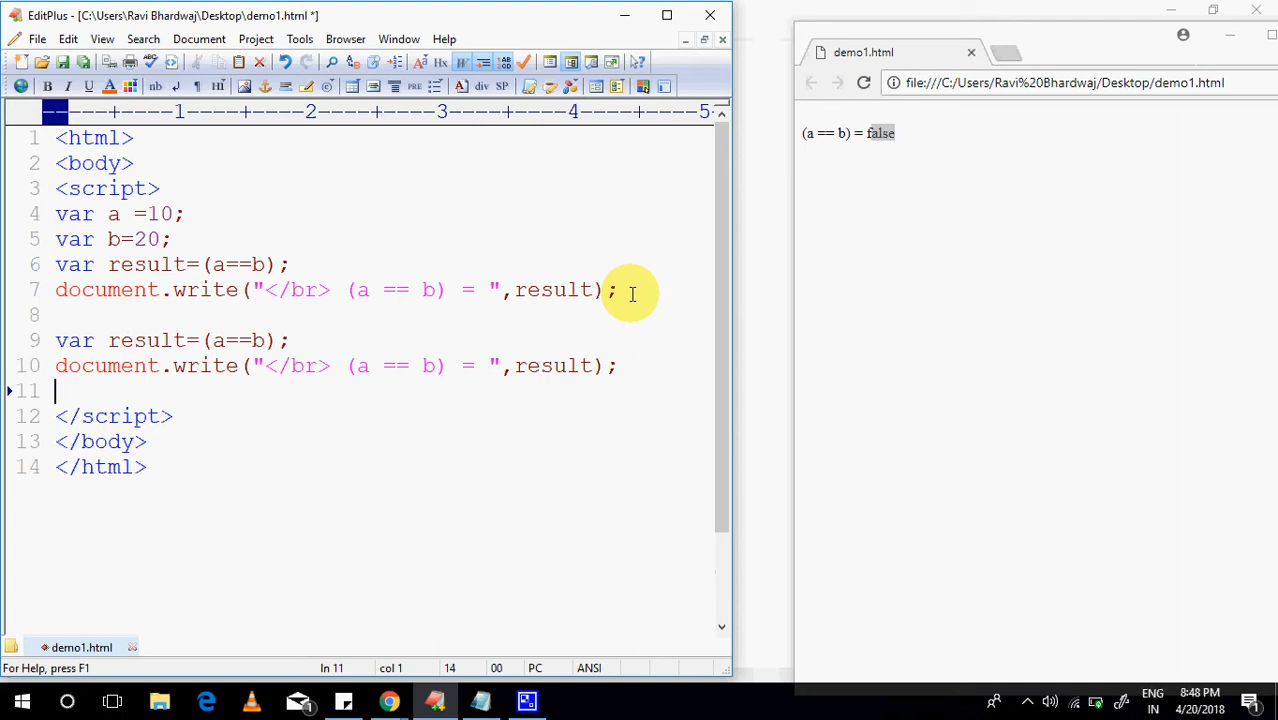 EditPlus - [C:\Users\Ravi Bhardwaj\Desktop\demo1.html *]
File Edit View Search Document Project Tools Browser Window Help
----+----1----+----2----+----3----+----4----+----5
1 <html>
2 <body>
3 <script>
4 var a =10;
5 var b=20;
6 var result=(a==b);
7 document.write("</br> (a == b) = ",result);
8
9 var result=(a==b);
10 document.write("</br> (a == b) = ",result);
11
12 </script>
13 </body>
14 </html>
demo1.html
For Help, press F1 ln 11 col 1 14 00 PC ANSI
demo1.html
file:///C:/Users/Ravi%20Bhardwaj/Desktop/demo1.html
(a == b) = false
ENG
IN
8:48 PM
4/20/2018